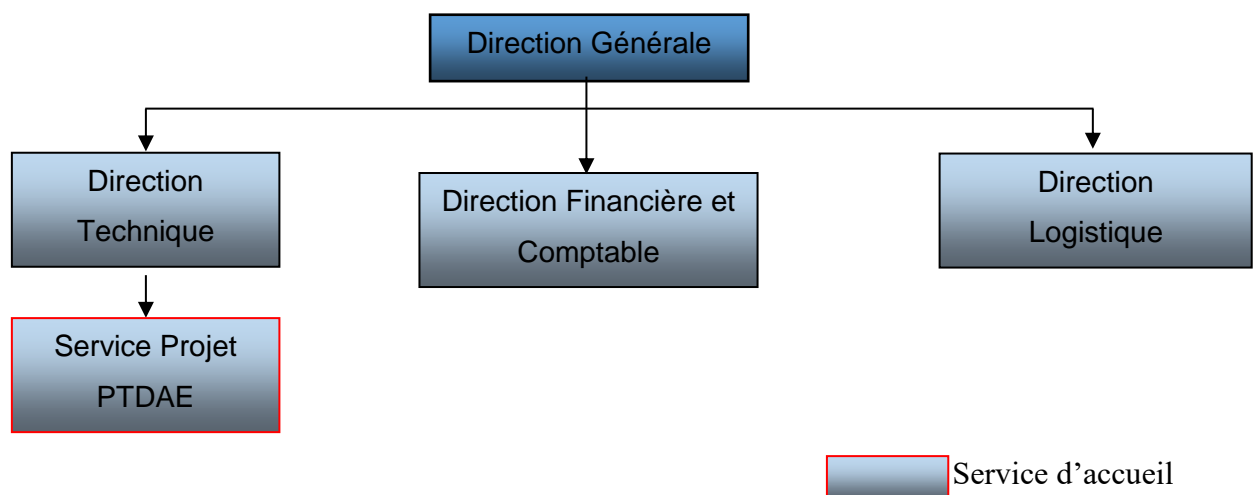 Direction Générale
Direction
Technique
Direction Financière et
Comptable
Direction
Logistique
Service Projet
PTDAE
Service d’accueil